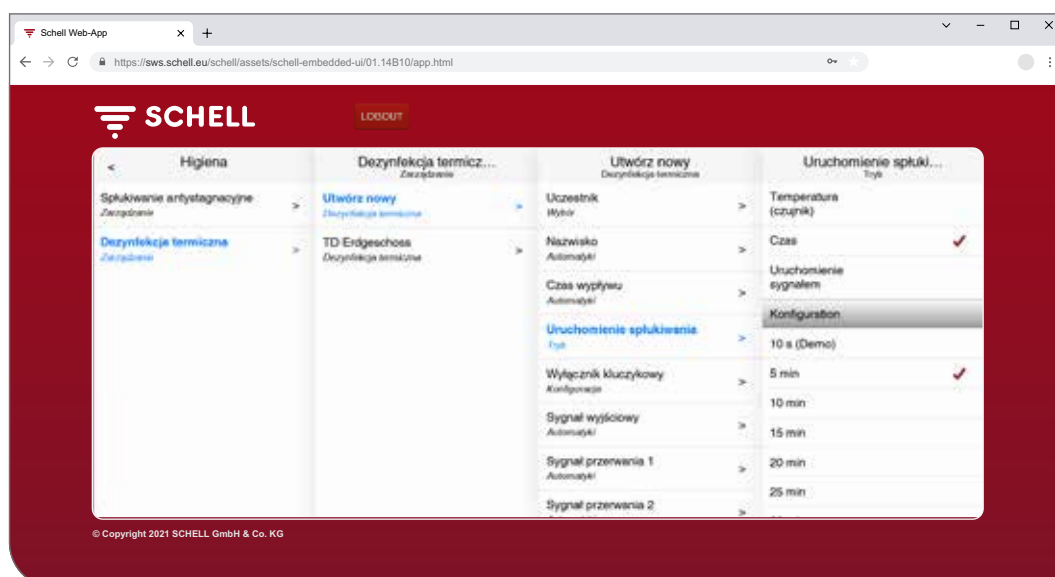 Schell Web-App
https://sws.schell.eu/schell/assets/schell-embedded-ui/01.14B10/app.html
SCHELL
LOGOUT
<
Higiena
Spłukiwanie antystagnacyjne >
Zarządzanie
Dezynfekcja termiczna >
Zarządzanie
Dezynfekcja termicz...
Zarządzanie
Utwórz nowy >
Dezynfekcja termiczna
TD Erdgeschoss >
Dezynfekcja termiczna
Utwórz nowy
Dezynfekcja termiczna
Uczestnik >
Wybór
Nazwisko >
Automatyki
Czas wypływu >
Automatyki
Uruchomienie spłukiwania >
Tryb
Wyłącznik kluczykowy >
Konfiguracja
Sygnał wyjściowy >
Automatyki
Sygnał przerwania 1 >
Automatyki
Sygnał przerwania 2 >
Uruchomienie spłuki...
Tryb
Temperatura
(czujnik)
Czas
Uruchomienie
sygnałem
Konfiguration
10 s (Demo)
5 min
10 min
15 min
20 min
25 min
© Copyright 2021 SCHELL GmbH & Co. KG